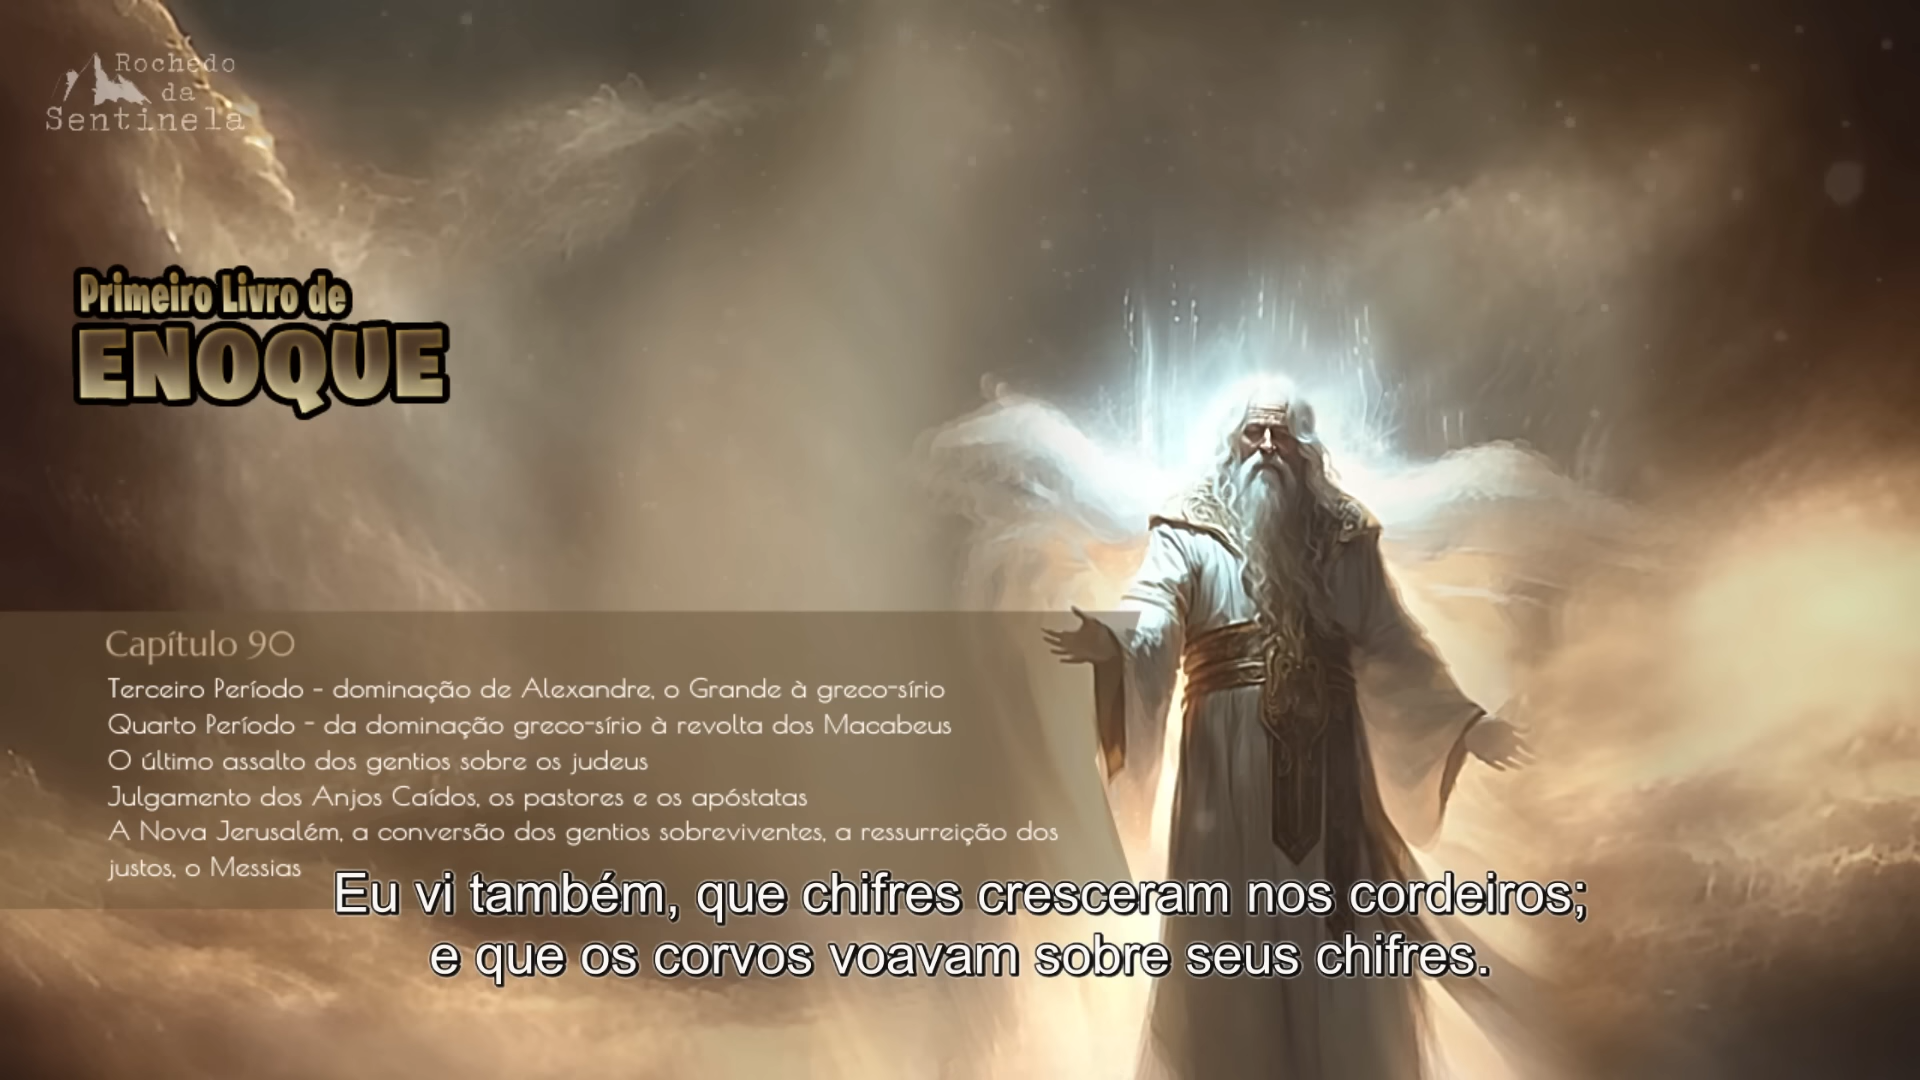 Rochedo
da
Sentinela
Primeiro Livro de
ENOQUE
Capítulo 90
Terceiro Período - dominação de Alexandre, o Grande à greco-sírio
Quarto Período - da dominação greco-sírio à revolta dos Macabeus
O último assalto dos gentios sobre os judeus
Julgamento dos Anjos Caídos, os pastores e os apóstatas
A Nova Jerusalém, a conversão dos gentios sobreviventes, a ressurreição dos
justos, o Messias
Eu vi também, que chifres cresceram nos cordeiros;
e que os corvos voavam sobre seus chifres.